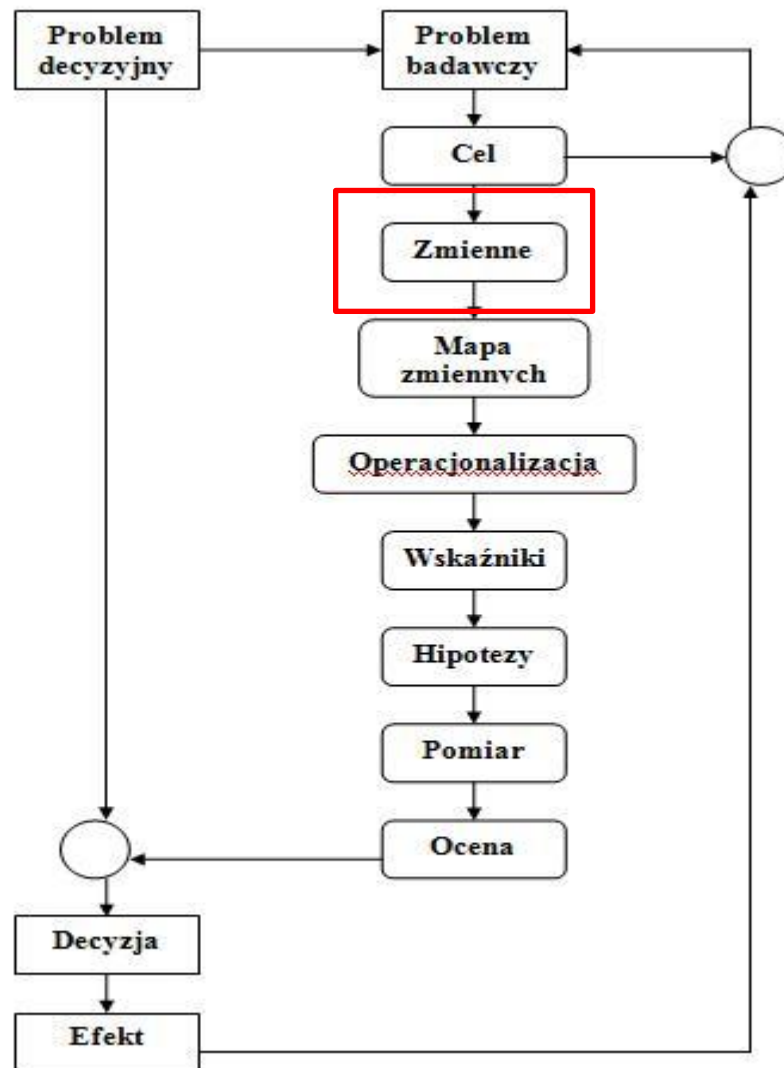 Problem
decyzyjny
Problem
badawczy
Cel
Zmienne
Mapa
zmiennych
Operacjonalizacja
Wskaźniki
Hipotezy
Pomiar
Ocena
Decyzja
Efekt